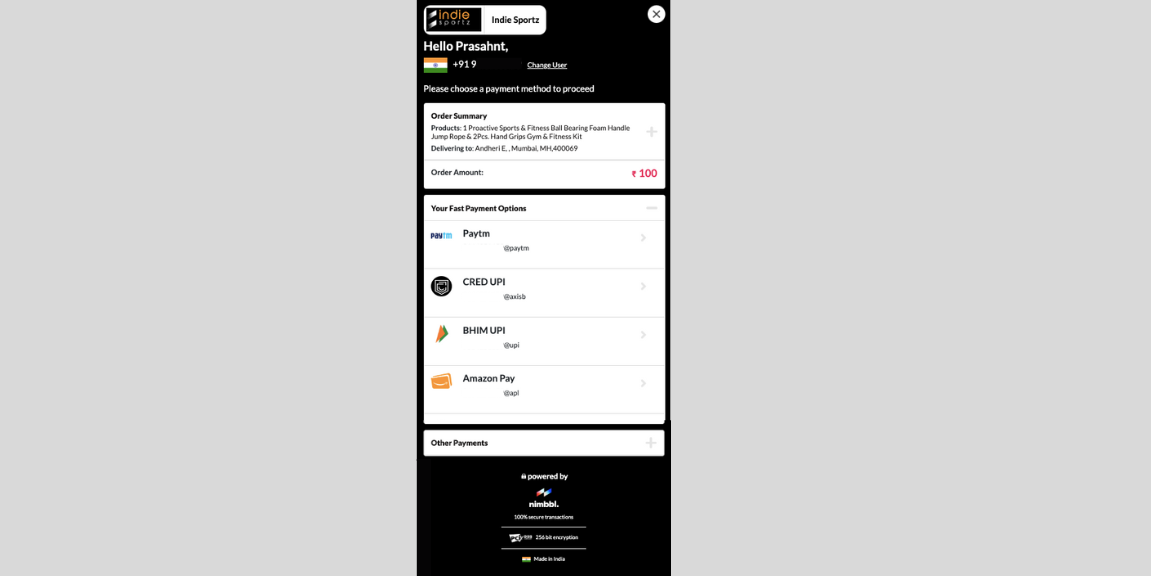 indie
sportz
Indie Sportz
Hello Prasahnt,
+91 9
Change User
Please choose a payment method to proceed
Order Summary
Products: 1 Proactive Sports & Fitness Ball Bearing Foam Handle
Jump Rope & 2Pcs. Hand Grips Gym & Fitness Kit
Delivering to: Andheri E, , Mumbai, MH,400069
Order Amount:
₹ 100
Your Fast Payment Options
Paytm
Paytm
@paytm
CRED UPI
@axisb
BHIM UPI
@upi
Amazon Pay
@apl
Other Payments
powered by
nimbbl.
100% secure transactions
256 bit encryption
Made in India